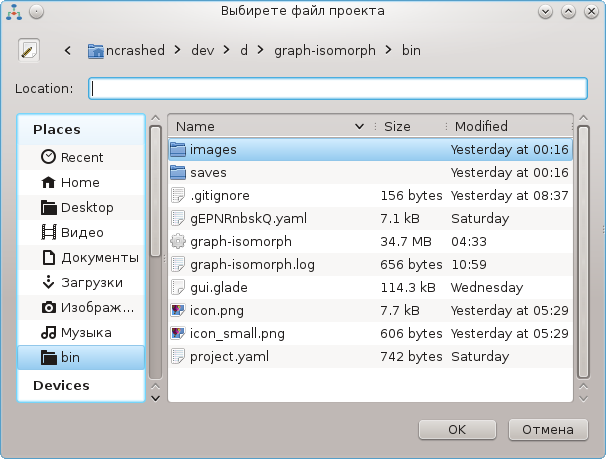 Выбирете файл проекта
ncrashed dev d graph-isomorph bin
Location:
Places
Recent
Home
Desktop
Видео
Документы
Загрузки
Изображ...
Музыка
bin
Devices
Name Size Modified
images Yesterday at 00:16
saves Yesterday at 00:16
.gitignore 156 bytes Yesterday at 08:37
gEPNRnbskQ.yaml 7.1 kB Saturday
graph-isomorph 34.7 MB 04:33
graph-isomorph.log 656 bytes 10:59
gui.glade 114.3 kB Wednesday
icon.png 7.7 kB Yesterday at 05:29
icon_small.png 606 bytes Yesterday at 05:29
project.yaml 742 bytes Saturday
OK Отмена